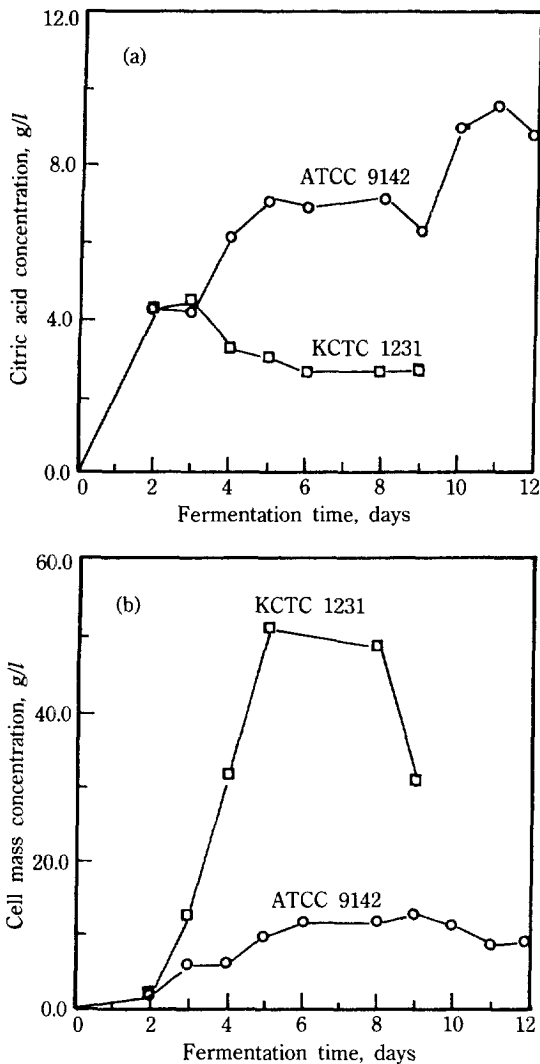 12.0
(a)
ATCC 9142
8.0
KCTC 1231
4.0
0.0
Citric acid concentration, g/l
0 2 4 6 8 10 12
Fermentation time, days
60.0
(b)
KCTC 1231
40.0
20.0
ATCC 9142
0.0
Cell mass concentration, g/l
0 2 4 6 8 10 12
Fermentation time, days